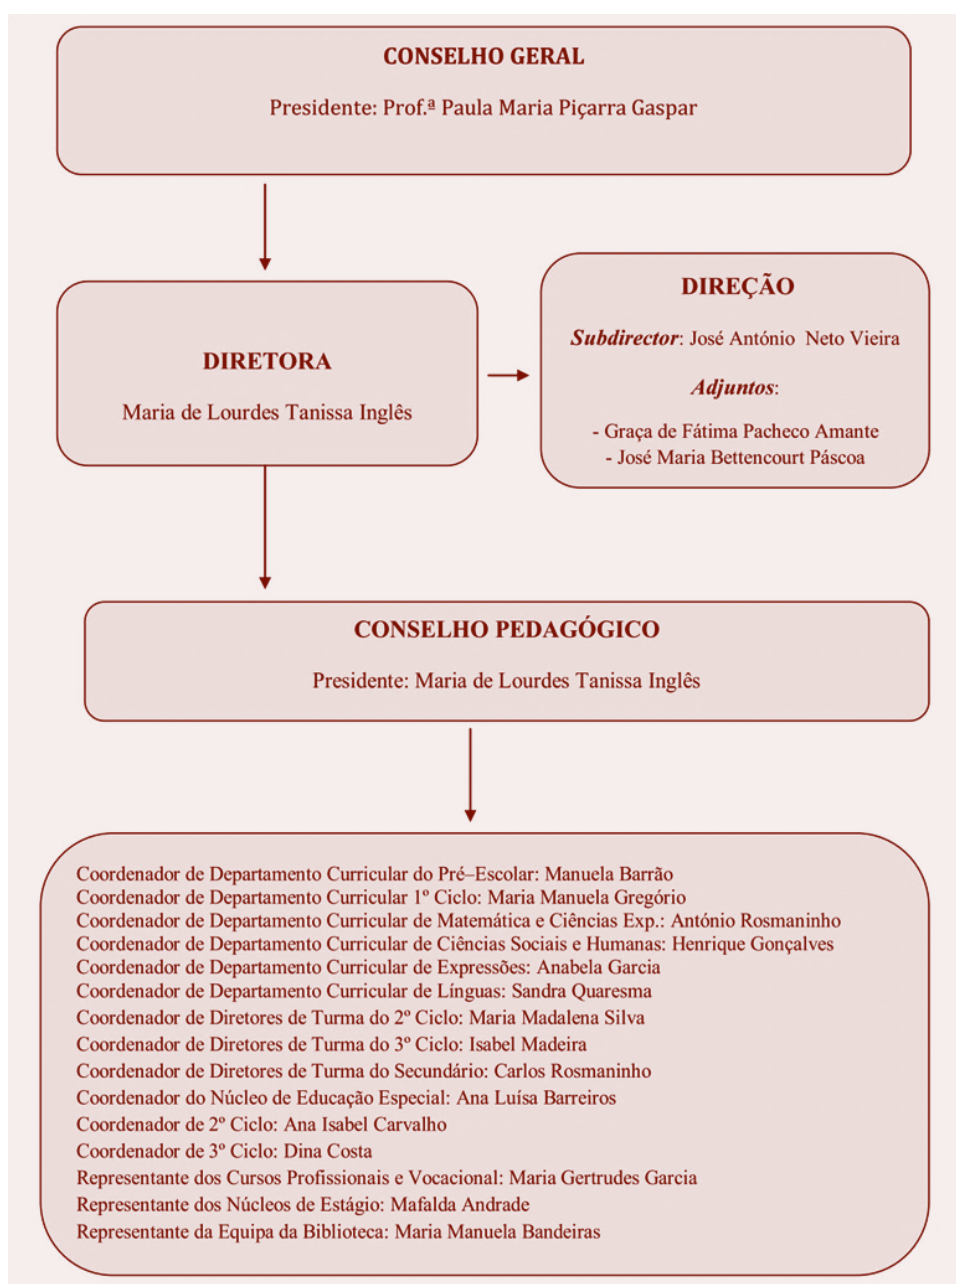 CONSELHO GERAL
Presidente: Prof.ª Paula Maria Piçarra Gaspar
DIRETORA
Maria de Lourdes Tanissa Inglês
DIREÇÃO
Subdirector: José António Neto Vieira
Adjuntos:
- Graça de Fátima Pacheco Amante
- José Maria Bettencourt Páscoa
CONSELHO PEDAGÓGICO
Presidente: Maria de Lourdes Tanissa Inglês
Coordenador de Departamento Curricular do Pré–Escolar: Manuela Barrão
Coordenador de Departamento Curricular 1º Ciclo: Maria Manuela Gregório
Coordenador de Departamento Curricular de Matemática e Ciências Exp.: António Rosmaninho
Coordenador de Departamento Curricular de Ciências Sociais e Humanas: Henrique Gonçalves
Coordenador de Departamento Curricular de Expressões: Anabela Garcia
Coordenador de Departamento Curricular de Línguas: Sandra Quaresma
Coordenador de Diretores de Turma do 2º Ciclo: Maria Madalena Silva
Coordenador de Diretores de Turma do 3º Ciclo: Isabel Madeira
Coordenador de Diretores de Turma do Secundário: Carlos Rosmaninho
Coordenador do Núcleo de Educação Especial: Ana Luísa Barreiros
Coordenador de 2º Ciclo: Ana Isabel Carvalho
Coordenador de 3º Ciclo: Dina Costa
Representante dos Cursos Profissionais e Vocacional: Maria Gertrudes Garcia
Representante dos Núcleos de Estágio: Mafalda Andrade
Representante da Equipa da Biblioteca: Maria Manuela Bandeiras